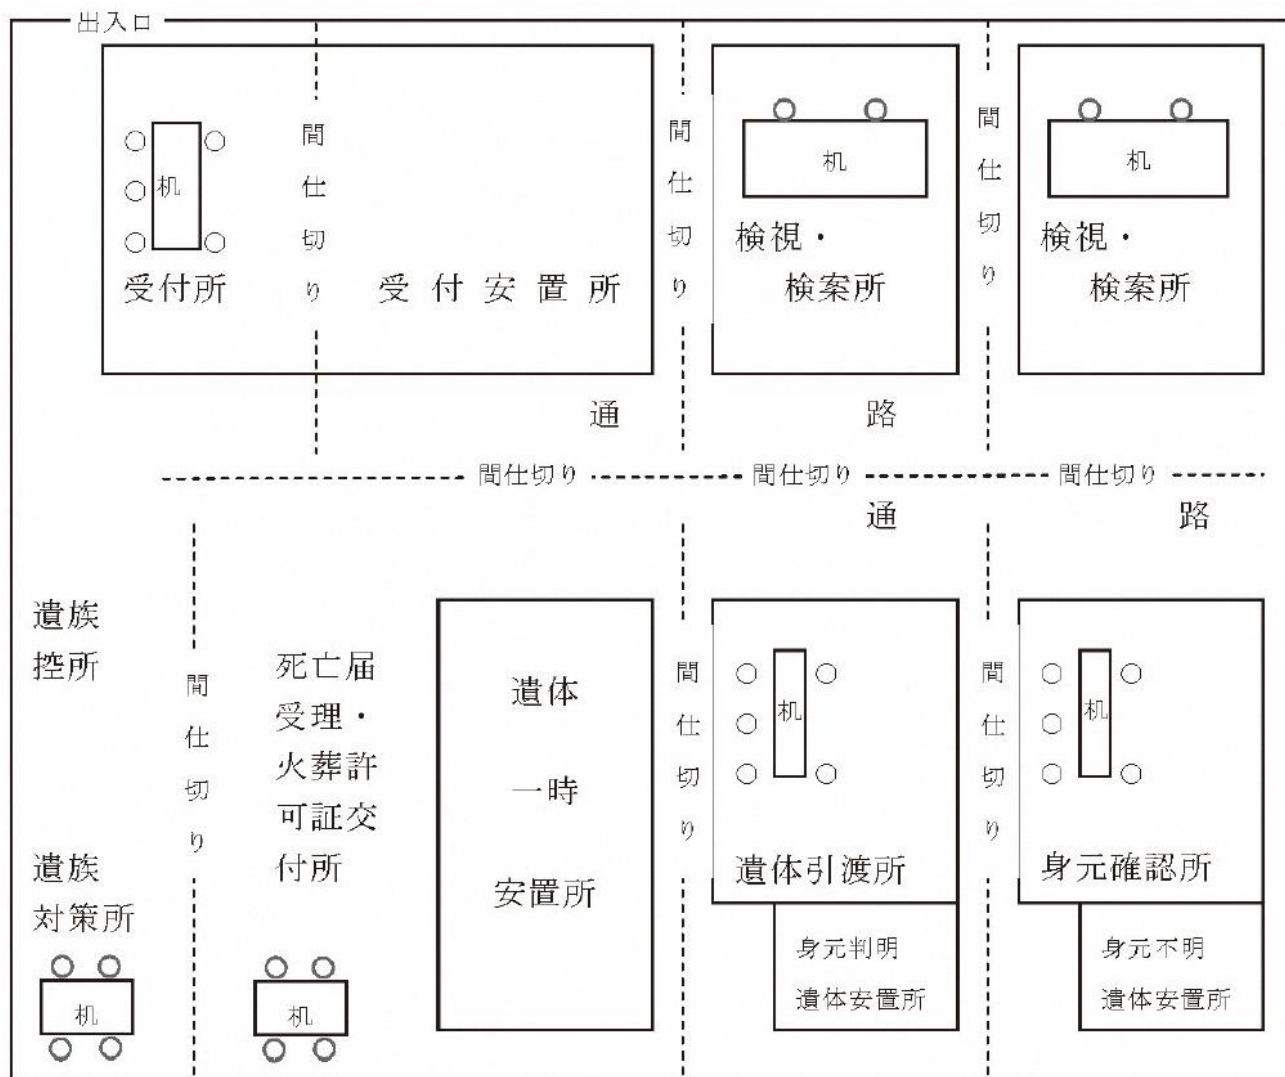 出入口
間仕切り
間仕切り
間仕切り
机
机
机
受付所
受付安置所
検視・
検案所
検視・
検案所
通路
間仕切り
間仕切り
間仕切り
通路
遺族
控所
間仕切り
死亡届
受理・
火葬許
可証交
付所
遺体
一時
安置所
間仕切り
机
遺体引渡所
間仕切り
机
身元確認所
遺族
対策所
机
机
身元判明
遺体安置所
身元不明
遺体安置所